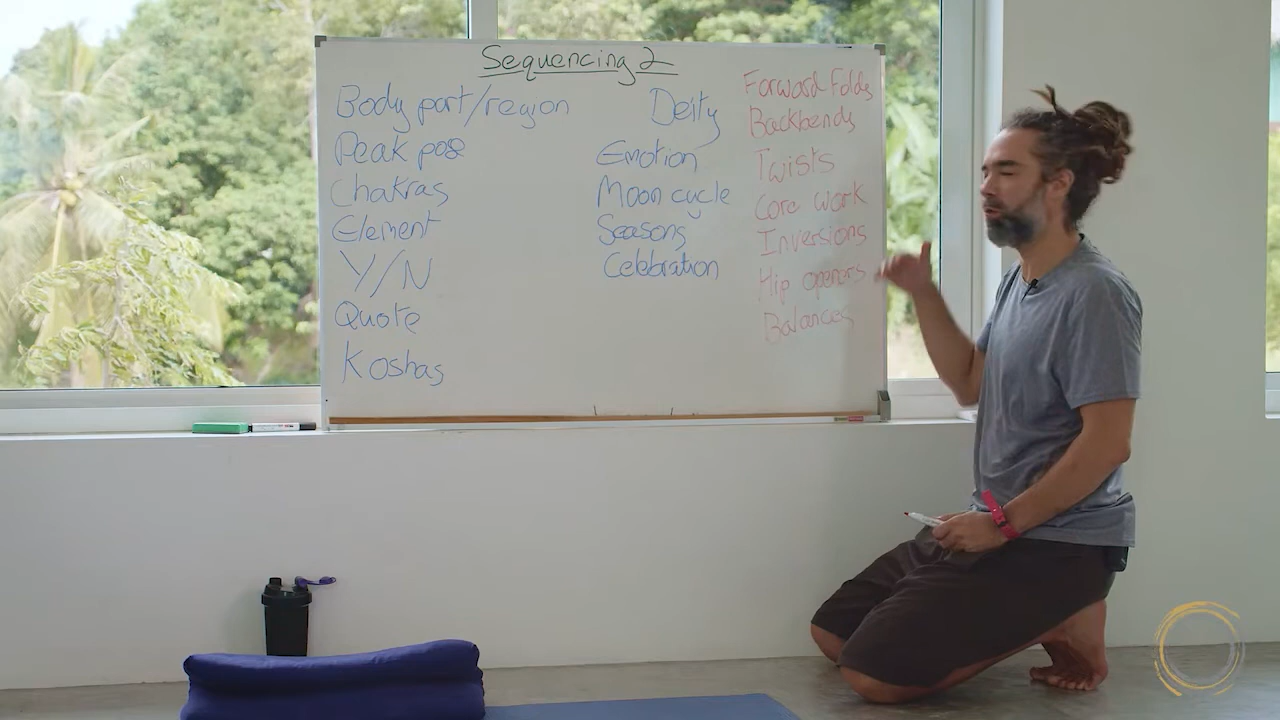 Sequencing 2
Body part/region
Peak pose
Chakras
Element
Y/N
Quote
Koshas
Deity
Emotion
Moon cycle
Seasons
Celebration
Forward Folds
Backbends
Twists
Core work
Inversions
Hip openers
Balances